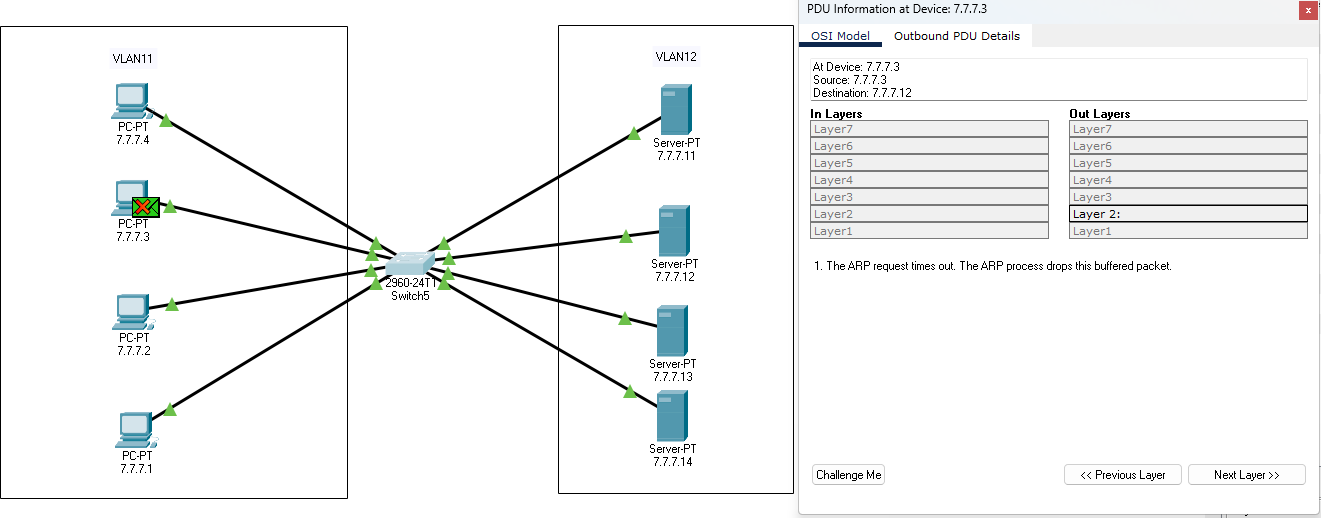 VLAN11
PC-PT
7.7.7.4
PC-PT
7.7.7.3
PC-PT
7.7.7.2
PC-PT
7.7.7.1
2960-24TT
Switch5
VLAN12
Server-PT
7.7.7.11
Server-PT
7.7.7.12
Server-PT
7.7.7.13
Server-PT
7.7.7.14
PDU Information at Device: 7.7.7.3
x
OSI Model Outbound PDU Details
At Device: 7.7.7.3
Source: 7.7.7.3
Destination: 7.7.7.12
In Layers
Layer7
Layer6
Layer5
Layer4
Layer3
Layer2
Layer1
Out Layers
Layer7
Layer6
Layer5
Layer4
Layer3
Layer 2:
Layer1
1. The ARP request times out. The ARP process drops this buffered packet.
Challenge Me << Previous Layer Next Layer >>